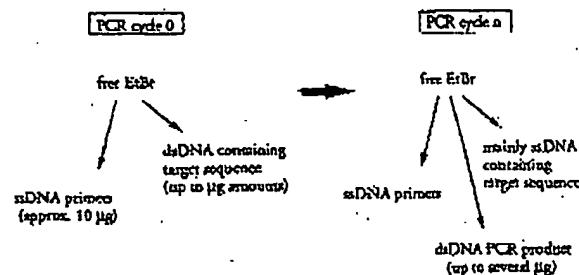 PCR cycle 0
free EtBr
ssDNA primers
(approx. 10 µg)
dsDNA containing
target sequence
(up to µg amounts)
PCR cycle n
free EtBr
ssDNA primers
mainly ssDNA
containing
target sequence
dsDNA PCR product
(up to several µg)